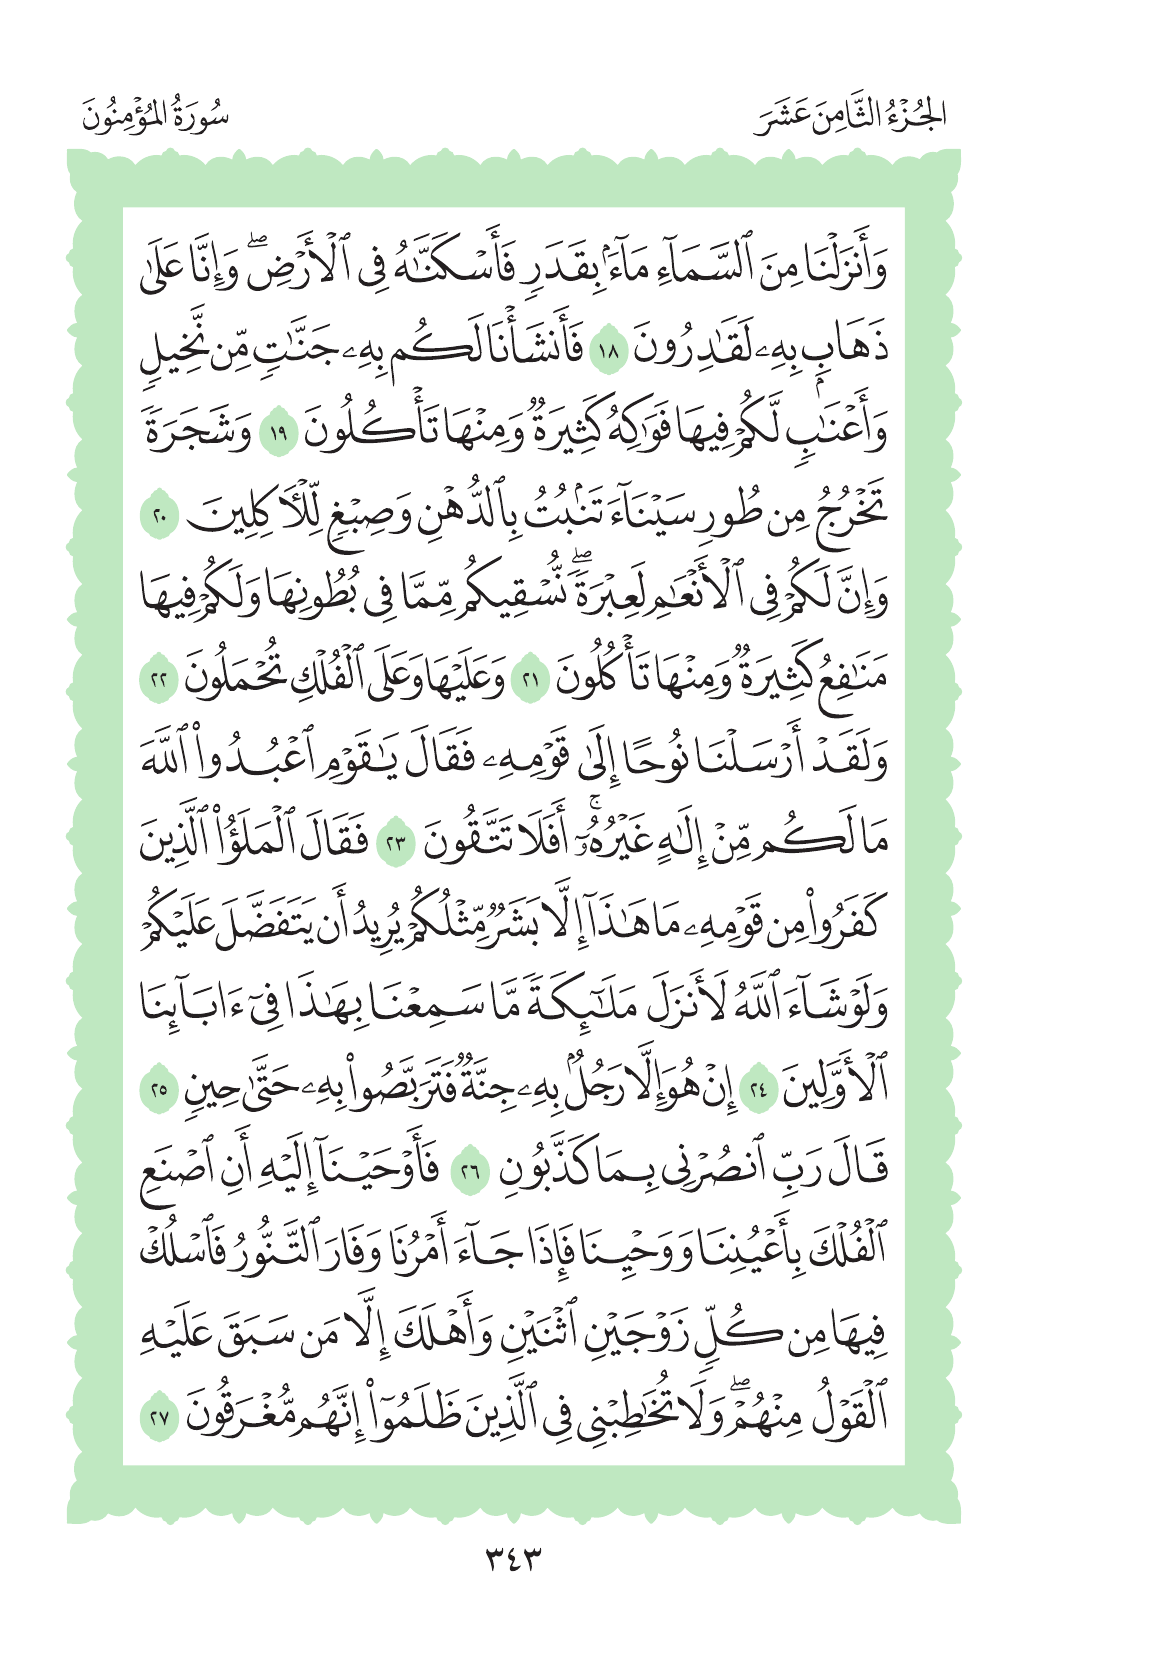 الجُزْءُ الثَّامِنَ عَشَرَ
سُورَةُ المُؤْمِنُونَ
وَأَنزَلْنَا مِنَ ٱلسَّمَآءِ مَآءَۢ بِقَدَرٖ فَأَسْكَنَّٰهُ فِي ٱلْأَرْضِۖ وَإِنَّا عَلَىٰ
ذَهَابِۭ بِهِۦ لَقَٰدِرُونَ ١٨ فَأَنشَأْنَا لَكُم بِهِۦ جَنَّٰتٖ مِّن نَّخِيلٖ
وَأَعْنَٰبٖ لَّكُمْ فِيهَا فَوَٰكِهُ كَثِيرَةٞ وَمِنْهَا تَأْكُلُونَ ١٩ وَشَجَرَةٗ
تَخْرُجُ مِن طُورِ سَيْنَآءَ تَنۢبُتُ بِٱلدُّهْنِ وَصِبْغٖ لِّلْأٓكِلِينَ ٢٠
وَإِنَّ لَكُمْ فِي ٱلْأَنْعَٰمِ لَعِبْرَةٗۖ نُّسْقِيكُم مِّمَّا فِي بُطُونِهَا وَلَكُمْ فِيهَا
مَنَٰفِعُ كَثِيرَةٞ وَمِنْهَا تَأْكُلُونَ ٢١ وَعَلَيْهَا وَعَلَى ٱلْفُلْكِ تُحْمَلُونَ ٢٢
وَلَقَدْ أَرْسَلْنَا نُوحًا إِلَىٰ قَوْمِهِۦ فَقَالَ يَٰقَوْمِ ٱعْبُدُوا۟ ٱللَّهَ
مَا لَكُم مِّنْ إِلَٰهٍ غَيْرُهُۥٓۚ أَفَلَا تَتَّقُونَ ٢٣ فَقَالَ ٱلْمَلَؤُا۟ ٱلَّذِينَ
كَفَرُوا۟ مِن قَوْمِهِۦ مَا هَٰذَآ إِلَّا بَشَرٞ مِّثْلُكُمْ يُرِيدُ أَن يَتَفَضَّلَ عَلَيْكُمْ
وَلَوْ شَآءَ ٱللَّهُ لَأَنزَلَ مَلَٰٓئِكَةٗ مَّا سَمِعْنَا بِهَٰذَا فِيٓ ءَابَآئِنَا
ٱلْأَوَّلِينَ ٢٤ إِنْ هُوَ إِلَّا رَجُلُۢ بِهِۦ جِنَّةٞ فَتَرَبَّصُوا۟ بِهِۦ حَتَّىٰ حِينٖ ٢٥
قَالَ رَبِّ ٱنصُرْنِي بِمَا كَذَّبُونِ ٢٦ فَأَوْحَيْنَآ إِلَيْهِ أَنِ ٱصْنَعِ
ٱلْفُلْكَ بِأَعْيُنِنَا وَوَحْيِنَا فَإِذَا جَآءَ أَمْرُنَا وَفَارَ ٱلتَّنُّورُ فَٱسْلُكْ
فِيهَا مِن كُلّٖ زَوْجَيْنِ ٱثْنَيْنِ وَأَهْلَكَ إِلَّا مَن سَبَقَ عَلَيْهِ
ٱلْقَوْلُ مِنْهُمْۖ وَلَا تُخَٰطِبْنِي فِي ٱلَّذِينَ ظَلَمُوٓا۟ إِنَّهُم مُّغْرَقُونَ ٢٧
٣٤٣